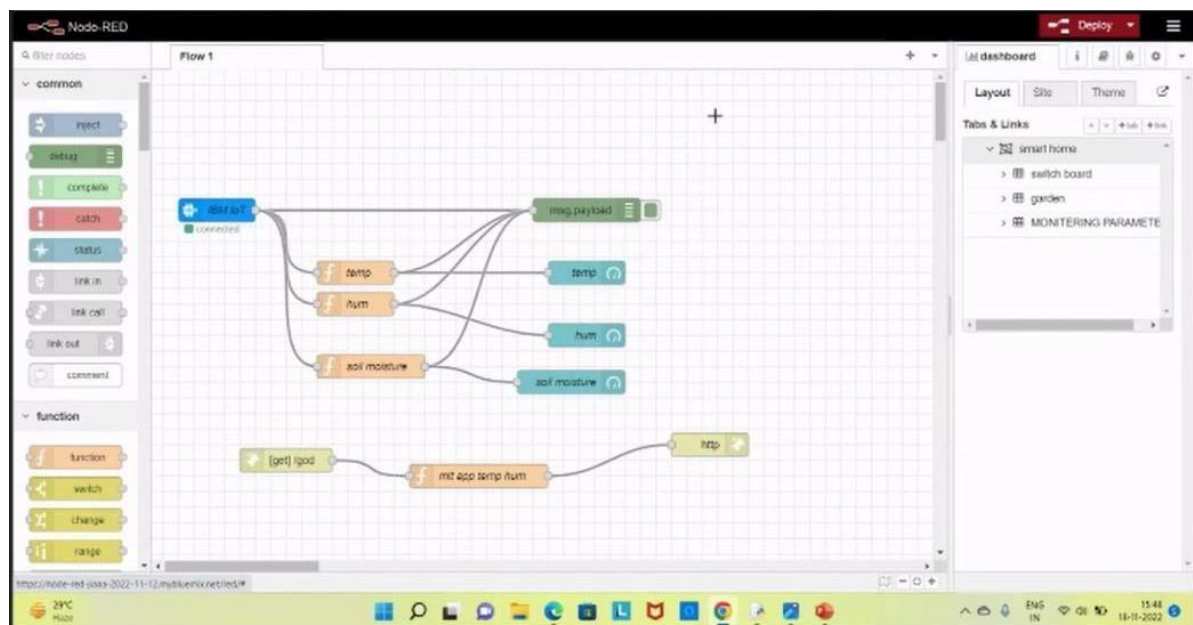 Node-RED
Deploy
filter nodes
Flow 1
dashboard
common
Layout
Site
Theme
inject
Tabs & Links
+ tab
+ link
debug
smart home
complete
switch board
catch
IBM IoT
msg.payload
garden
connected
MONITERING PARAMETE
status
link in
temp
temp
link call
hum
hum
link out
soil moisture
comment
soil moisture
function
http
function
[get] /god
mit app temp hum
switch
change
range
29°C
Haze
ENG
IN
15:48
18-11-2022